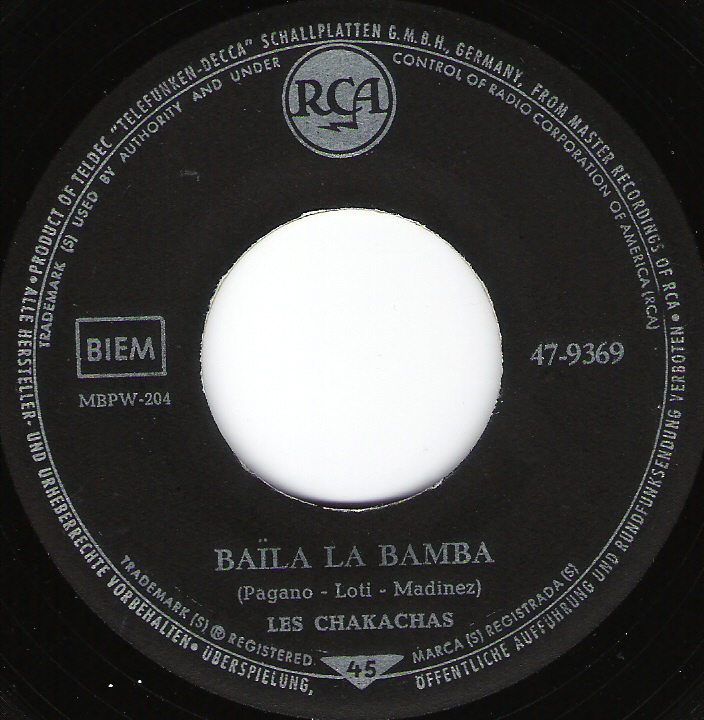 PRODUCT OF TELDEC "TELEFUNKEN-DECCA" SCHALLPLATTEN G.M.B.H., GERMANY, FROM MASTER RECORDINGS OF RCA •
TRADEMARK (S) USED BY AUTHORITY AND UNDER CONTROL OF RADIO CORPORATION OF AMERICA (RCA)
RCA
BIEM
MBPW-204
47-9369
BAÏLA LA BAMBA
(Pagano - Loti - Madinez)
LES CHAKACHAS
TRADEMARK (S) ® REGISTERED
MARCA (S) REGISTRADA (S)
45
• ALLE HERSTELLER- UND URHEBERRECHTE VORBEHALTEN • ÜBERSPIELUNG, ÖFFENTLICHE AUFFÜHRUNG UND RUNDFUNKSENDUNG VERBOTEN